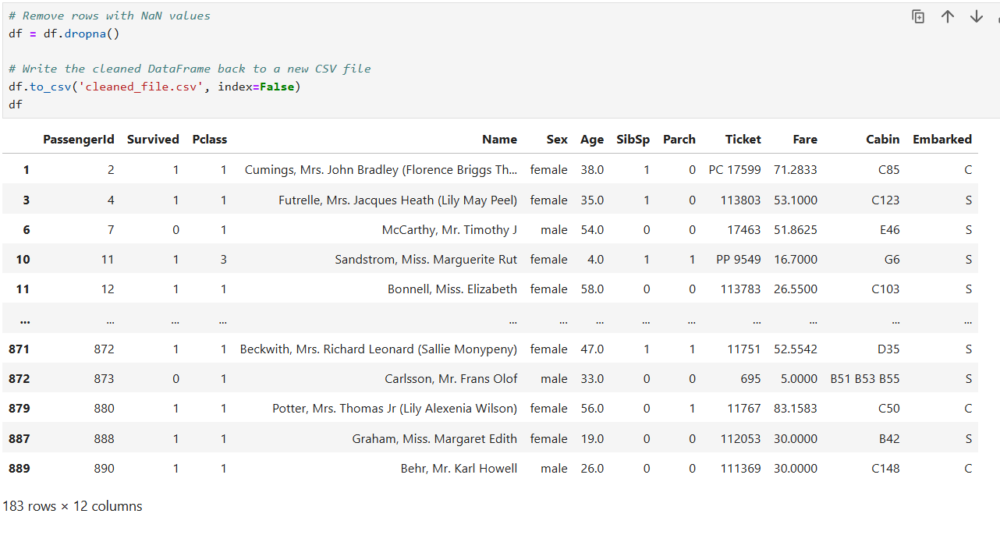 # Remove rows with NaN values
df = df.dropna()
# Write the cleaned DataFrame back to a new CSV file
df.to_csv('cleaned_file.csv', index=False)
df
PassengerId Survived Pclass Name Sex Age SibSp Parch Ticket Fare Cabin Embarked
1 2 1 1 Cumings, Mrs. John Bradley (Florence Briggs Th... female 38.0 1 0 PC 17599 71.2833 C85 C
3 4 1 1 Futrelle, Mrs. Jacques Heath (Lily May Peel) female 35.0 1 0 113803 53.1000 C123 S
6 7 0 1 McCarthy, Mr. Timothy J male 54.0 0 0 17463 51.8625 E46 S
10 11 1 3 Sandstrom, Miss. Marguerite Rut female 4.0 1 1 PP 9549 16.7000 G6 S
11 12 1 1 Bonnell, Miss. Elizabeth female 58.0 0 0 113783 26.5500 C103 S
... ... ... ... ... ... ... ... ... ... ... ... ...
871 872 1 1 Beckwith, Mrs. Richard Leonard (Sallie Monypeny) female 47.0 1 1 11751 52.5542 D35 S
872 873 0 1 Carlsson, Mr. Frans Olof male 33.0 0 0 695 5.0000 B51 B53 B55 S
879 880 1 1 Potter, Mrs. Thomas Jr (Lily Alexenia Wilson) female 56.0 0 1 11767 83.1583 C50 C
887 888 1 1 Graham, Miss. Margaret Edith female 19.0 0 0 112053 30.0000 B42 S
889 890 1 1 Behr, Mr. Karl Howell male 26.0 0 0 111369 30.0000 C148 C
183 rows × 12 columns